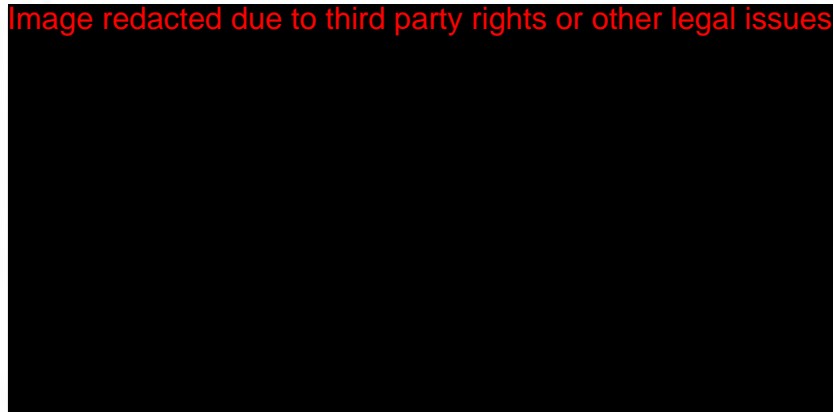 Image redacted due to third party rights or other legal issues